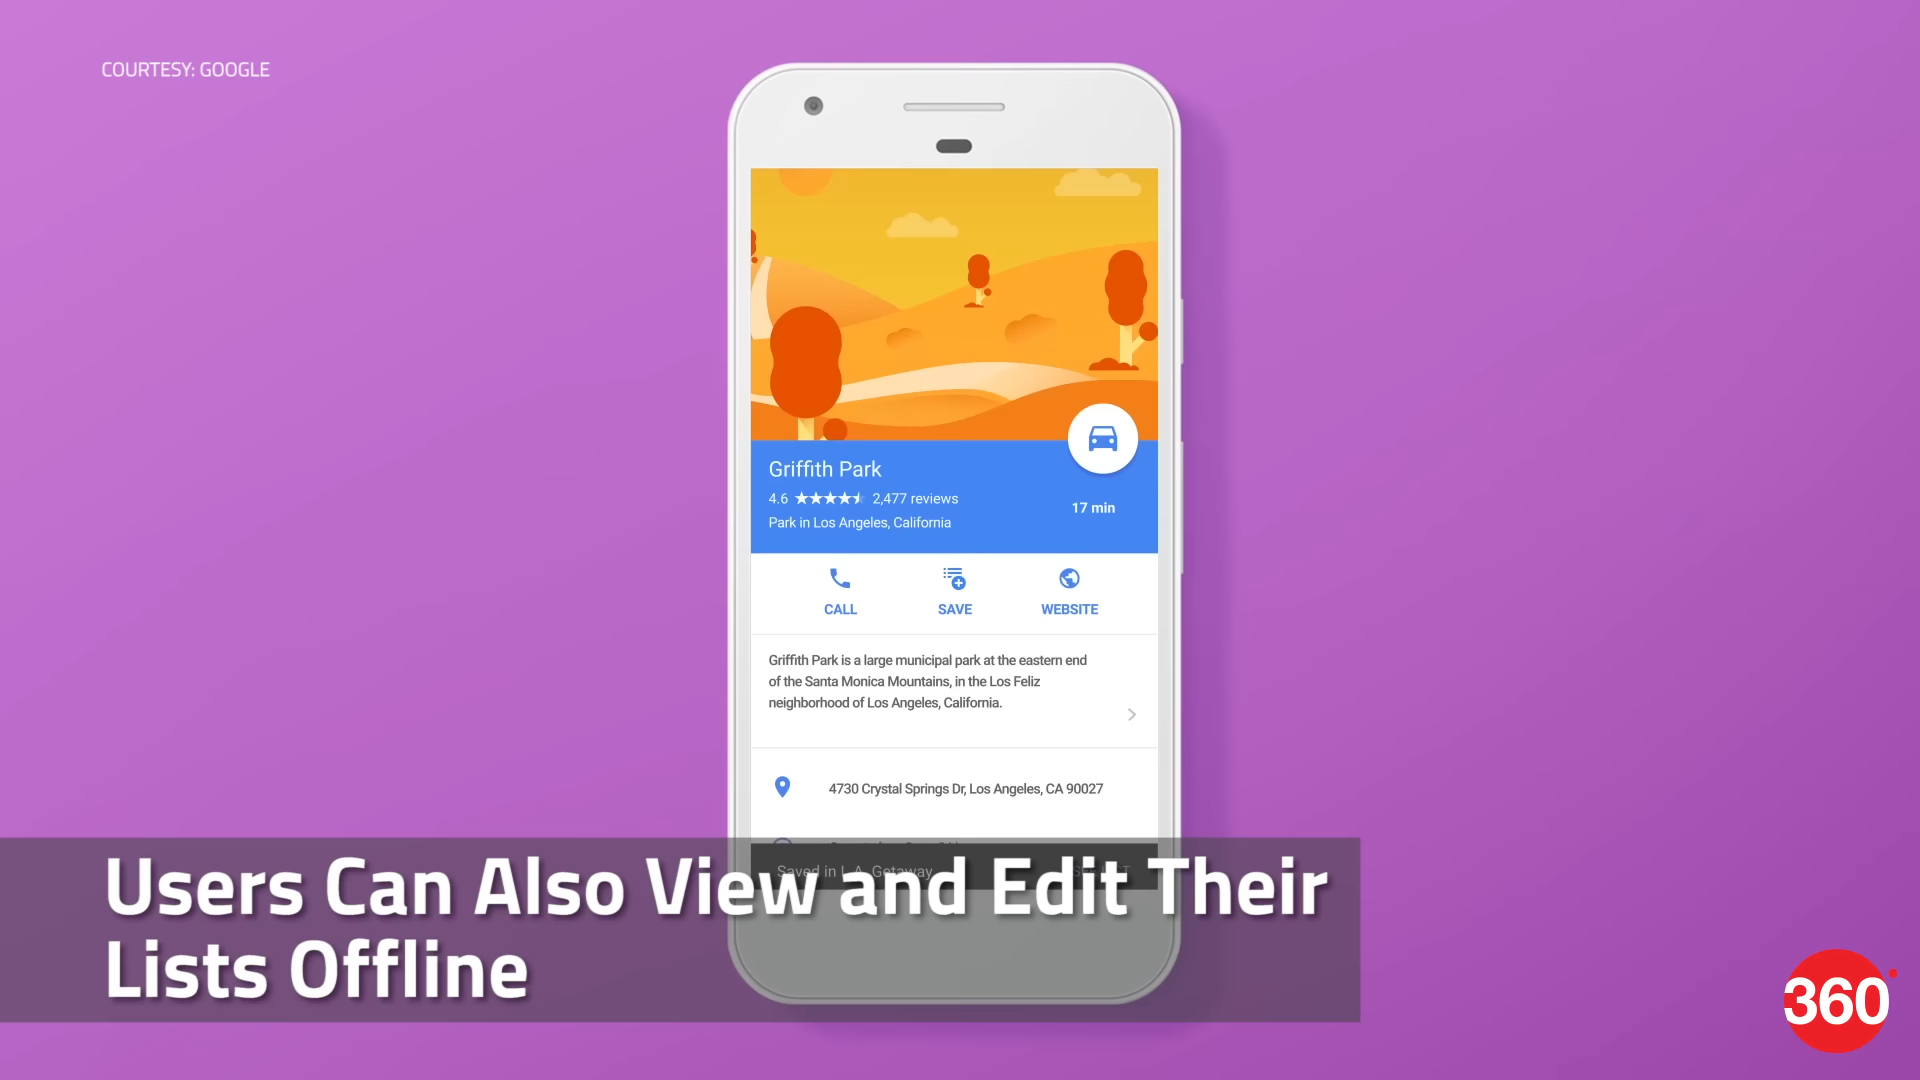 COURTESY: GOOGLE
Griffith Park
4.6 2,477 reviews
17 min
Park in Los Angeles, California
CALL SAVE WEBSITE
Griffith Park is a large municipal park at the eastern end
of the Santa Monica Mountains, in the Los Feliz
neighborhood of Los Angeles, California.
4730 Crystal Springs Dr, Los Angeles, CA 90027
Saved in L.A. Getaway
Users Can Also View and Edit Their
Lists Offline
360